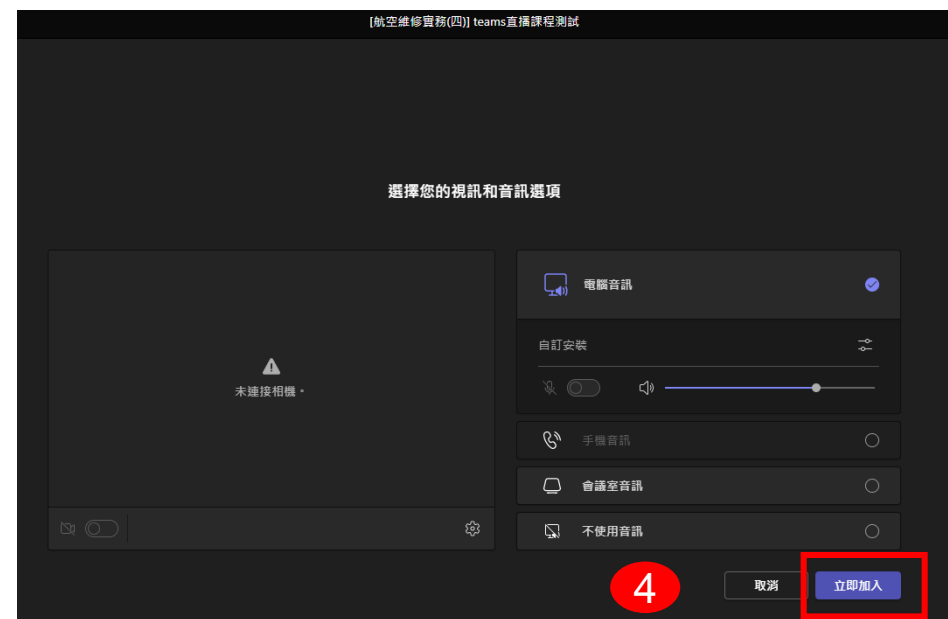 [航空維修實務(四)] teams直播課程測試
選擇您的視訊和音訊選項
電腦音訊
自訂安裝
未連接相機。
手機音訊
會議室音訊
不使用音訊
4
取消
立即加入